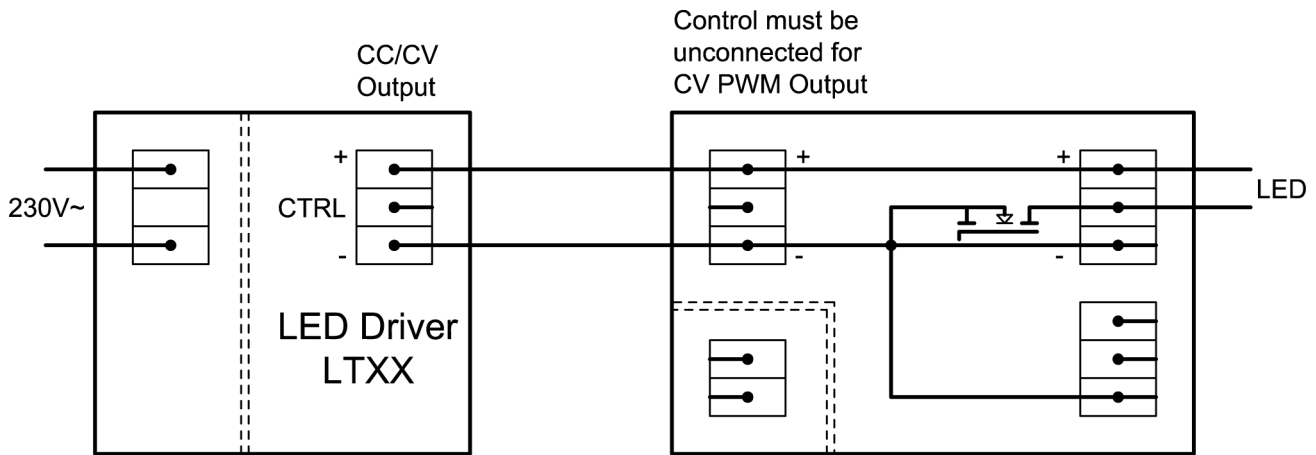 Control must be
unconnected for
CV PWM Output
CC/CV
Output
+
+
+
230V~
CTRL
LED
-
-
-
LED Driver
LTXX